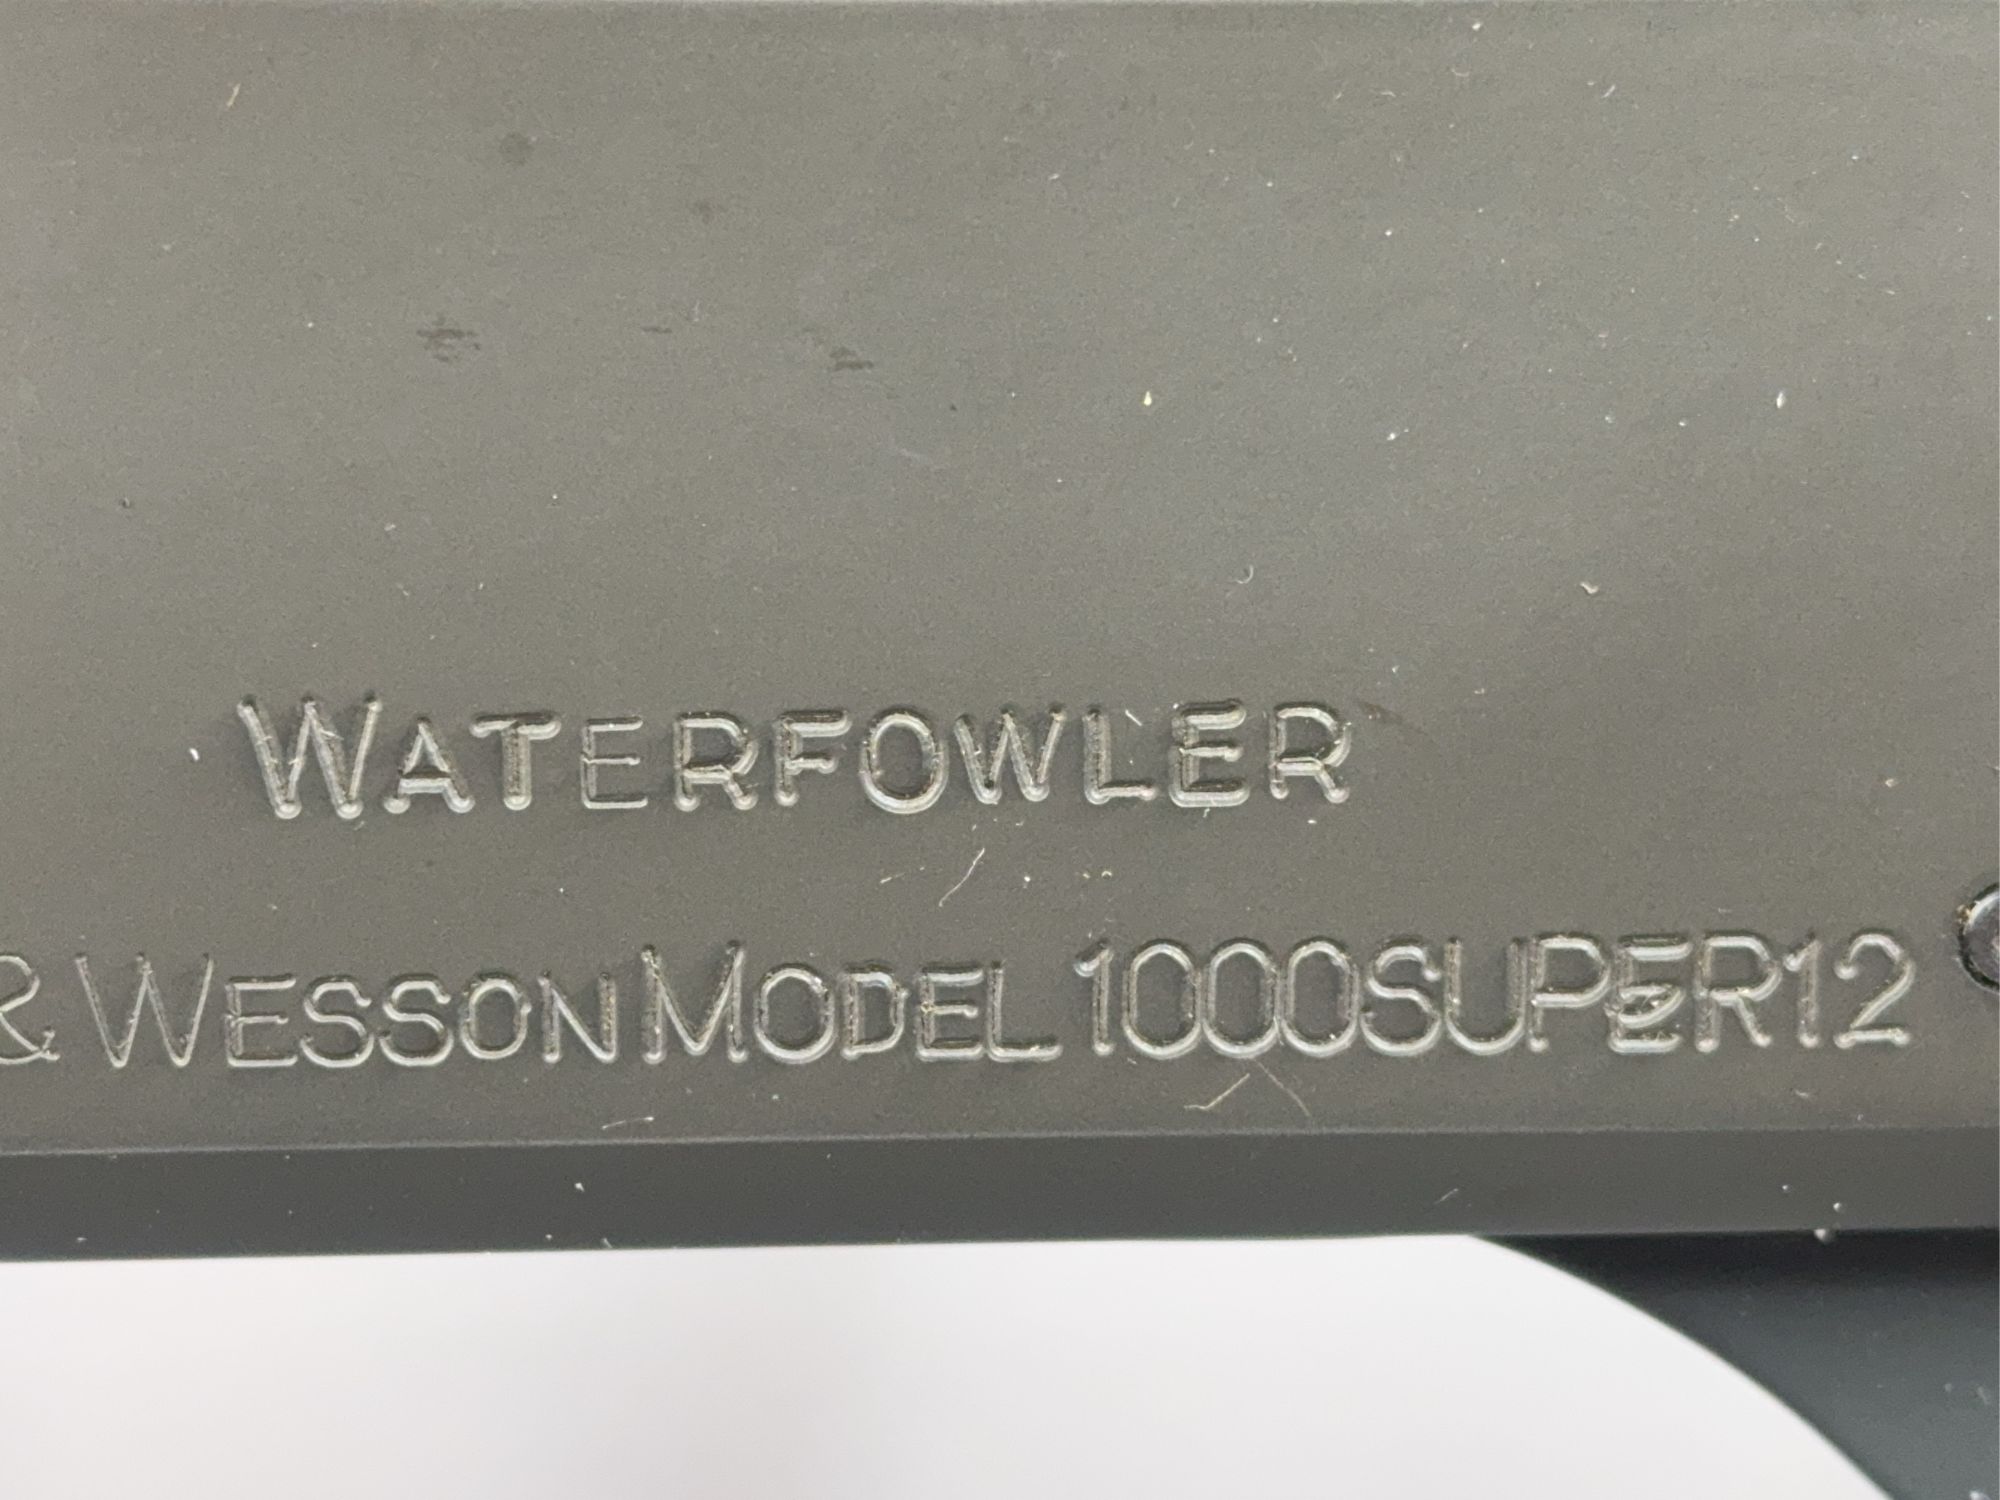 WATERFOWLER
& WESSON MODEL 1000SUPER12